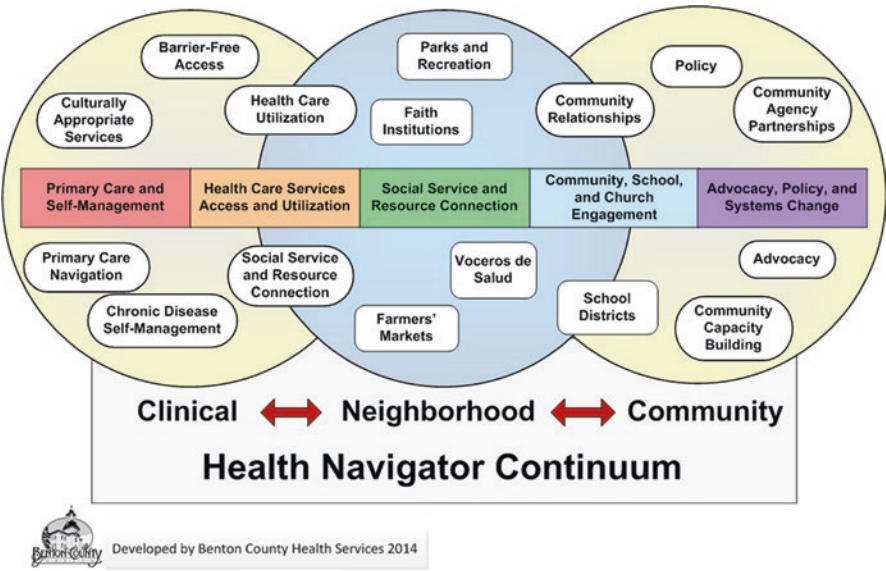 Barrier-Free
Access
Parks and
Recreation
Policy
Culturally
Appropriate
Services
Health Care
Utilization
Faith
Institutions
Community
Relationships
Community
Agency
Partnerships
Primary Care and
Self-Management
Health Care Services
Access and Utilization
Social Service and
Resource Connection
Community, School,
and Church
Engagement
Advocacy, Policy, and
Systems Change
Primary Care
Navigation
Social Service
and Resource
Connection
Voceros de
Salud
Advocacy
Chronic Disease
Self-Management
Farmers'
Markets
School
Districts
Community
Capacity
Building
Clinical
Neighborhood
Community
Health Navigator Continuum
Benton County
Developed by Benton County Health Services 2014